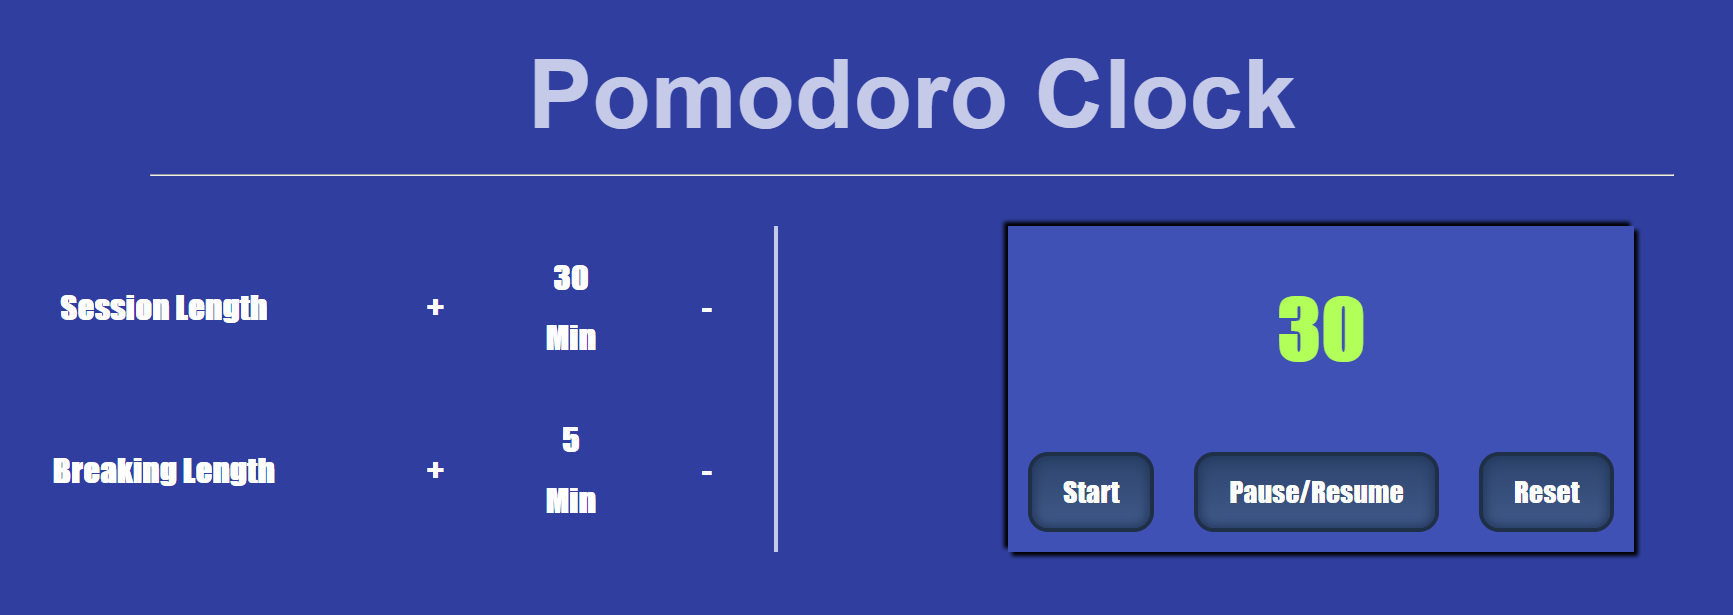 Pomodoro Clock
Session Length + 30 Min -
Breaking Length + 5 Min -
30
Start Pause/Resume Reset